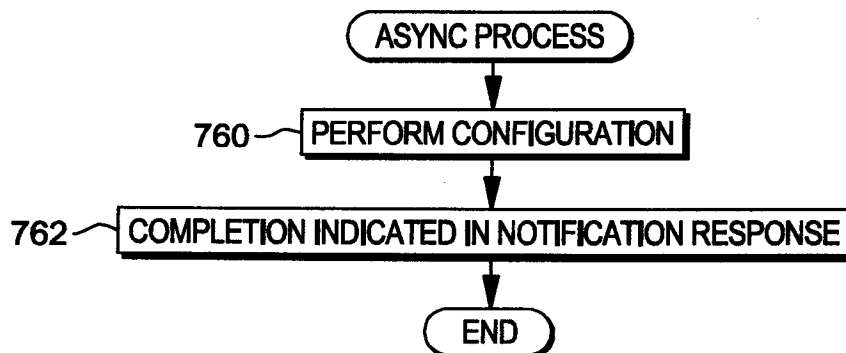 ASYNC PROCESS
760 PERFORM CONFIGURATION
762 COMPLETION INDICATED IN NOTIFICATION RESPONSE
END